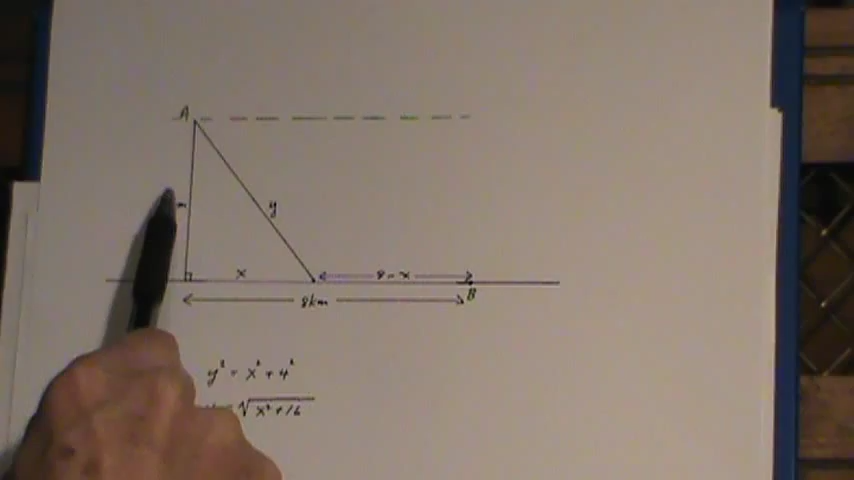 A
y
x
8 - x
8km
B
y² = x² + 4²
= √x²+16